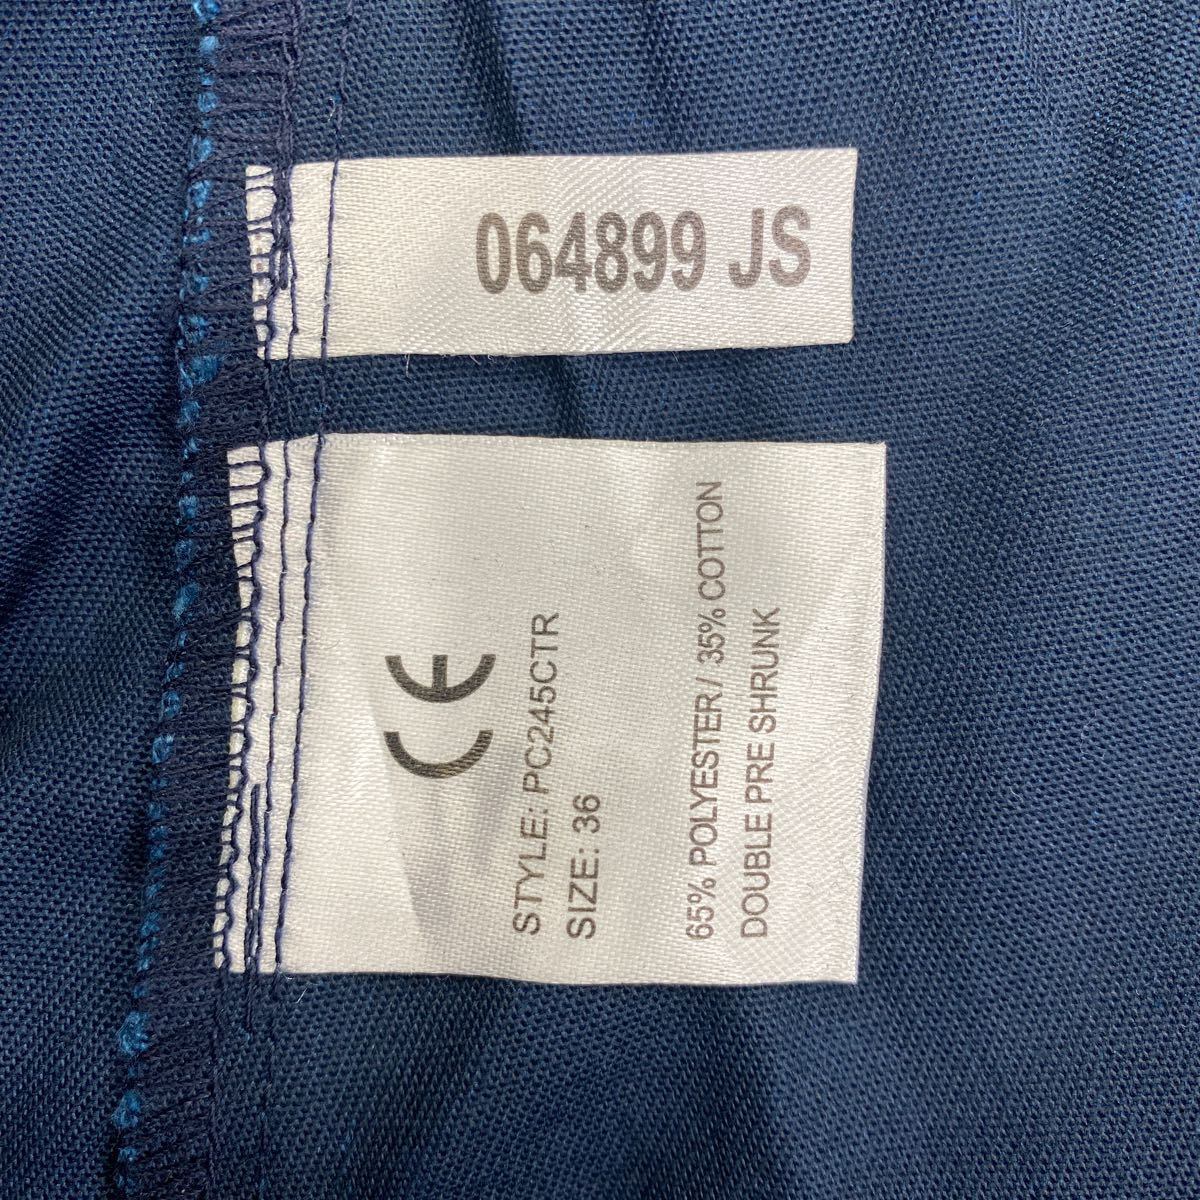 064899 JS
CE
STYLE: PC245CTR
SIZE: 36
65% POLYESTER / 35% COTTON
DOUBLE PRE SHRUNK